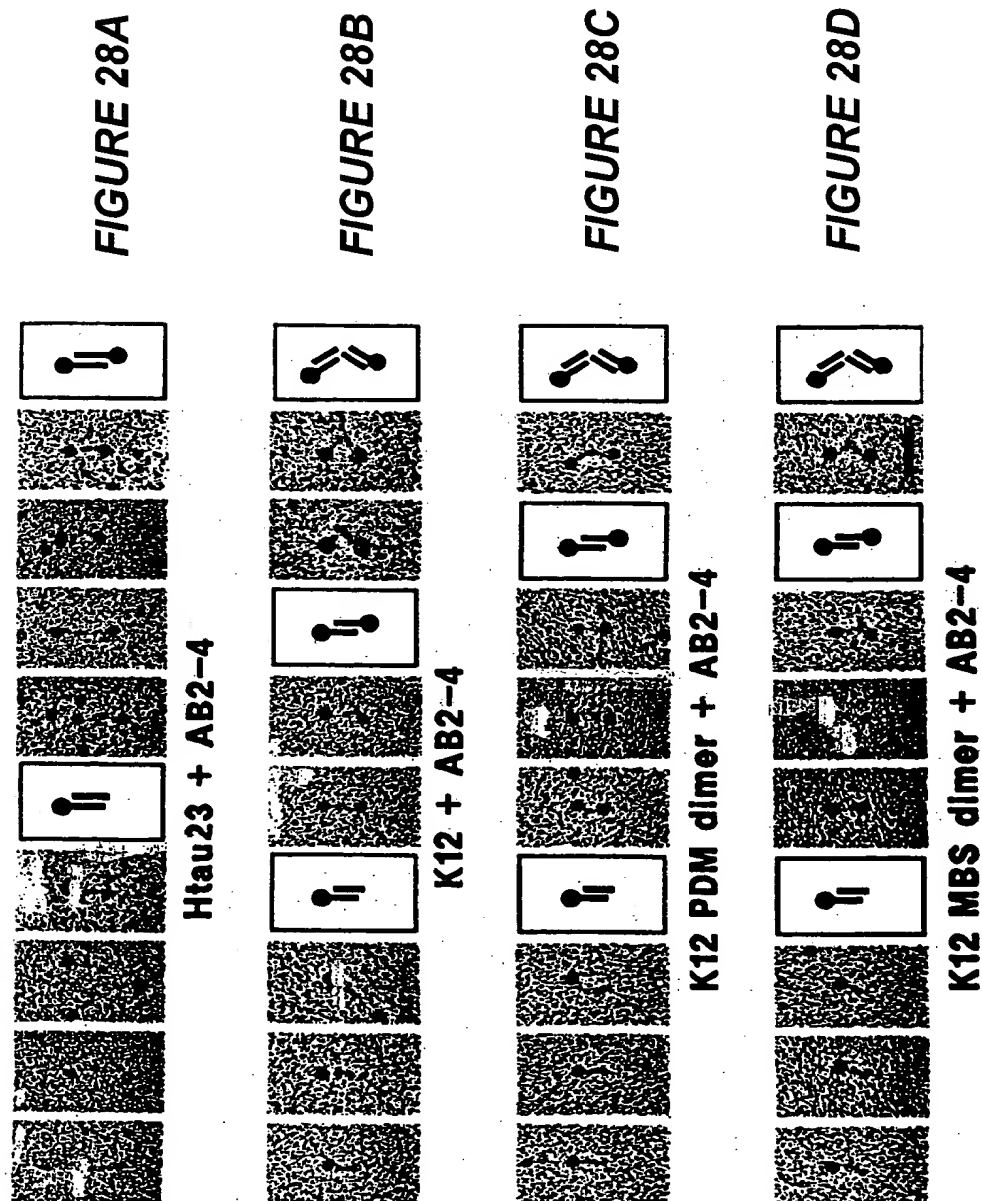 FIGURE 28A
Htau23 + AB2-4
FIGURE 28B
K12 + AB2-4
FIGURE 28C
K12 PDM dimer + AB2-4
FIGURE 28D
K12 MBS dimer + AB2-4